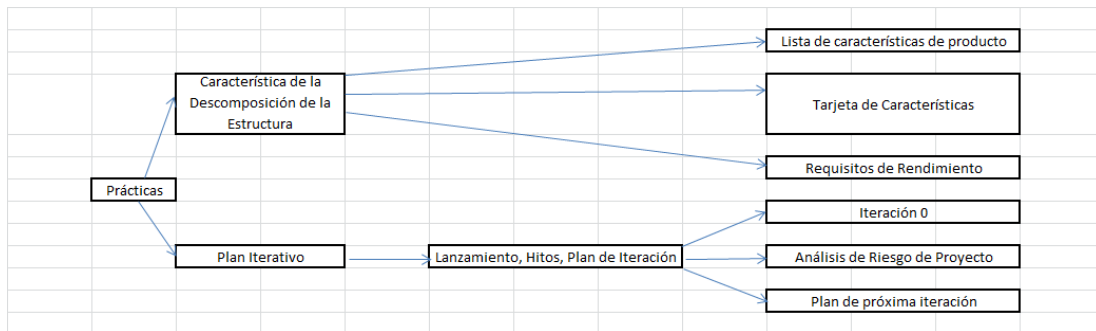 Lista de características de producto
Característica de la
Descomposición de la
Estructura
Tarjeta de Características
Requisitos de Rendimiento
Prácticas
Iteración 0
Plan Iterativo
Lanzamiento, Hitos, Plan de Iteración
Análisis de Riesgo de Proyecto
Plan de próxima iteración